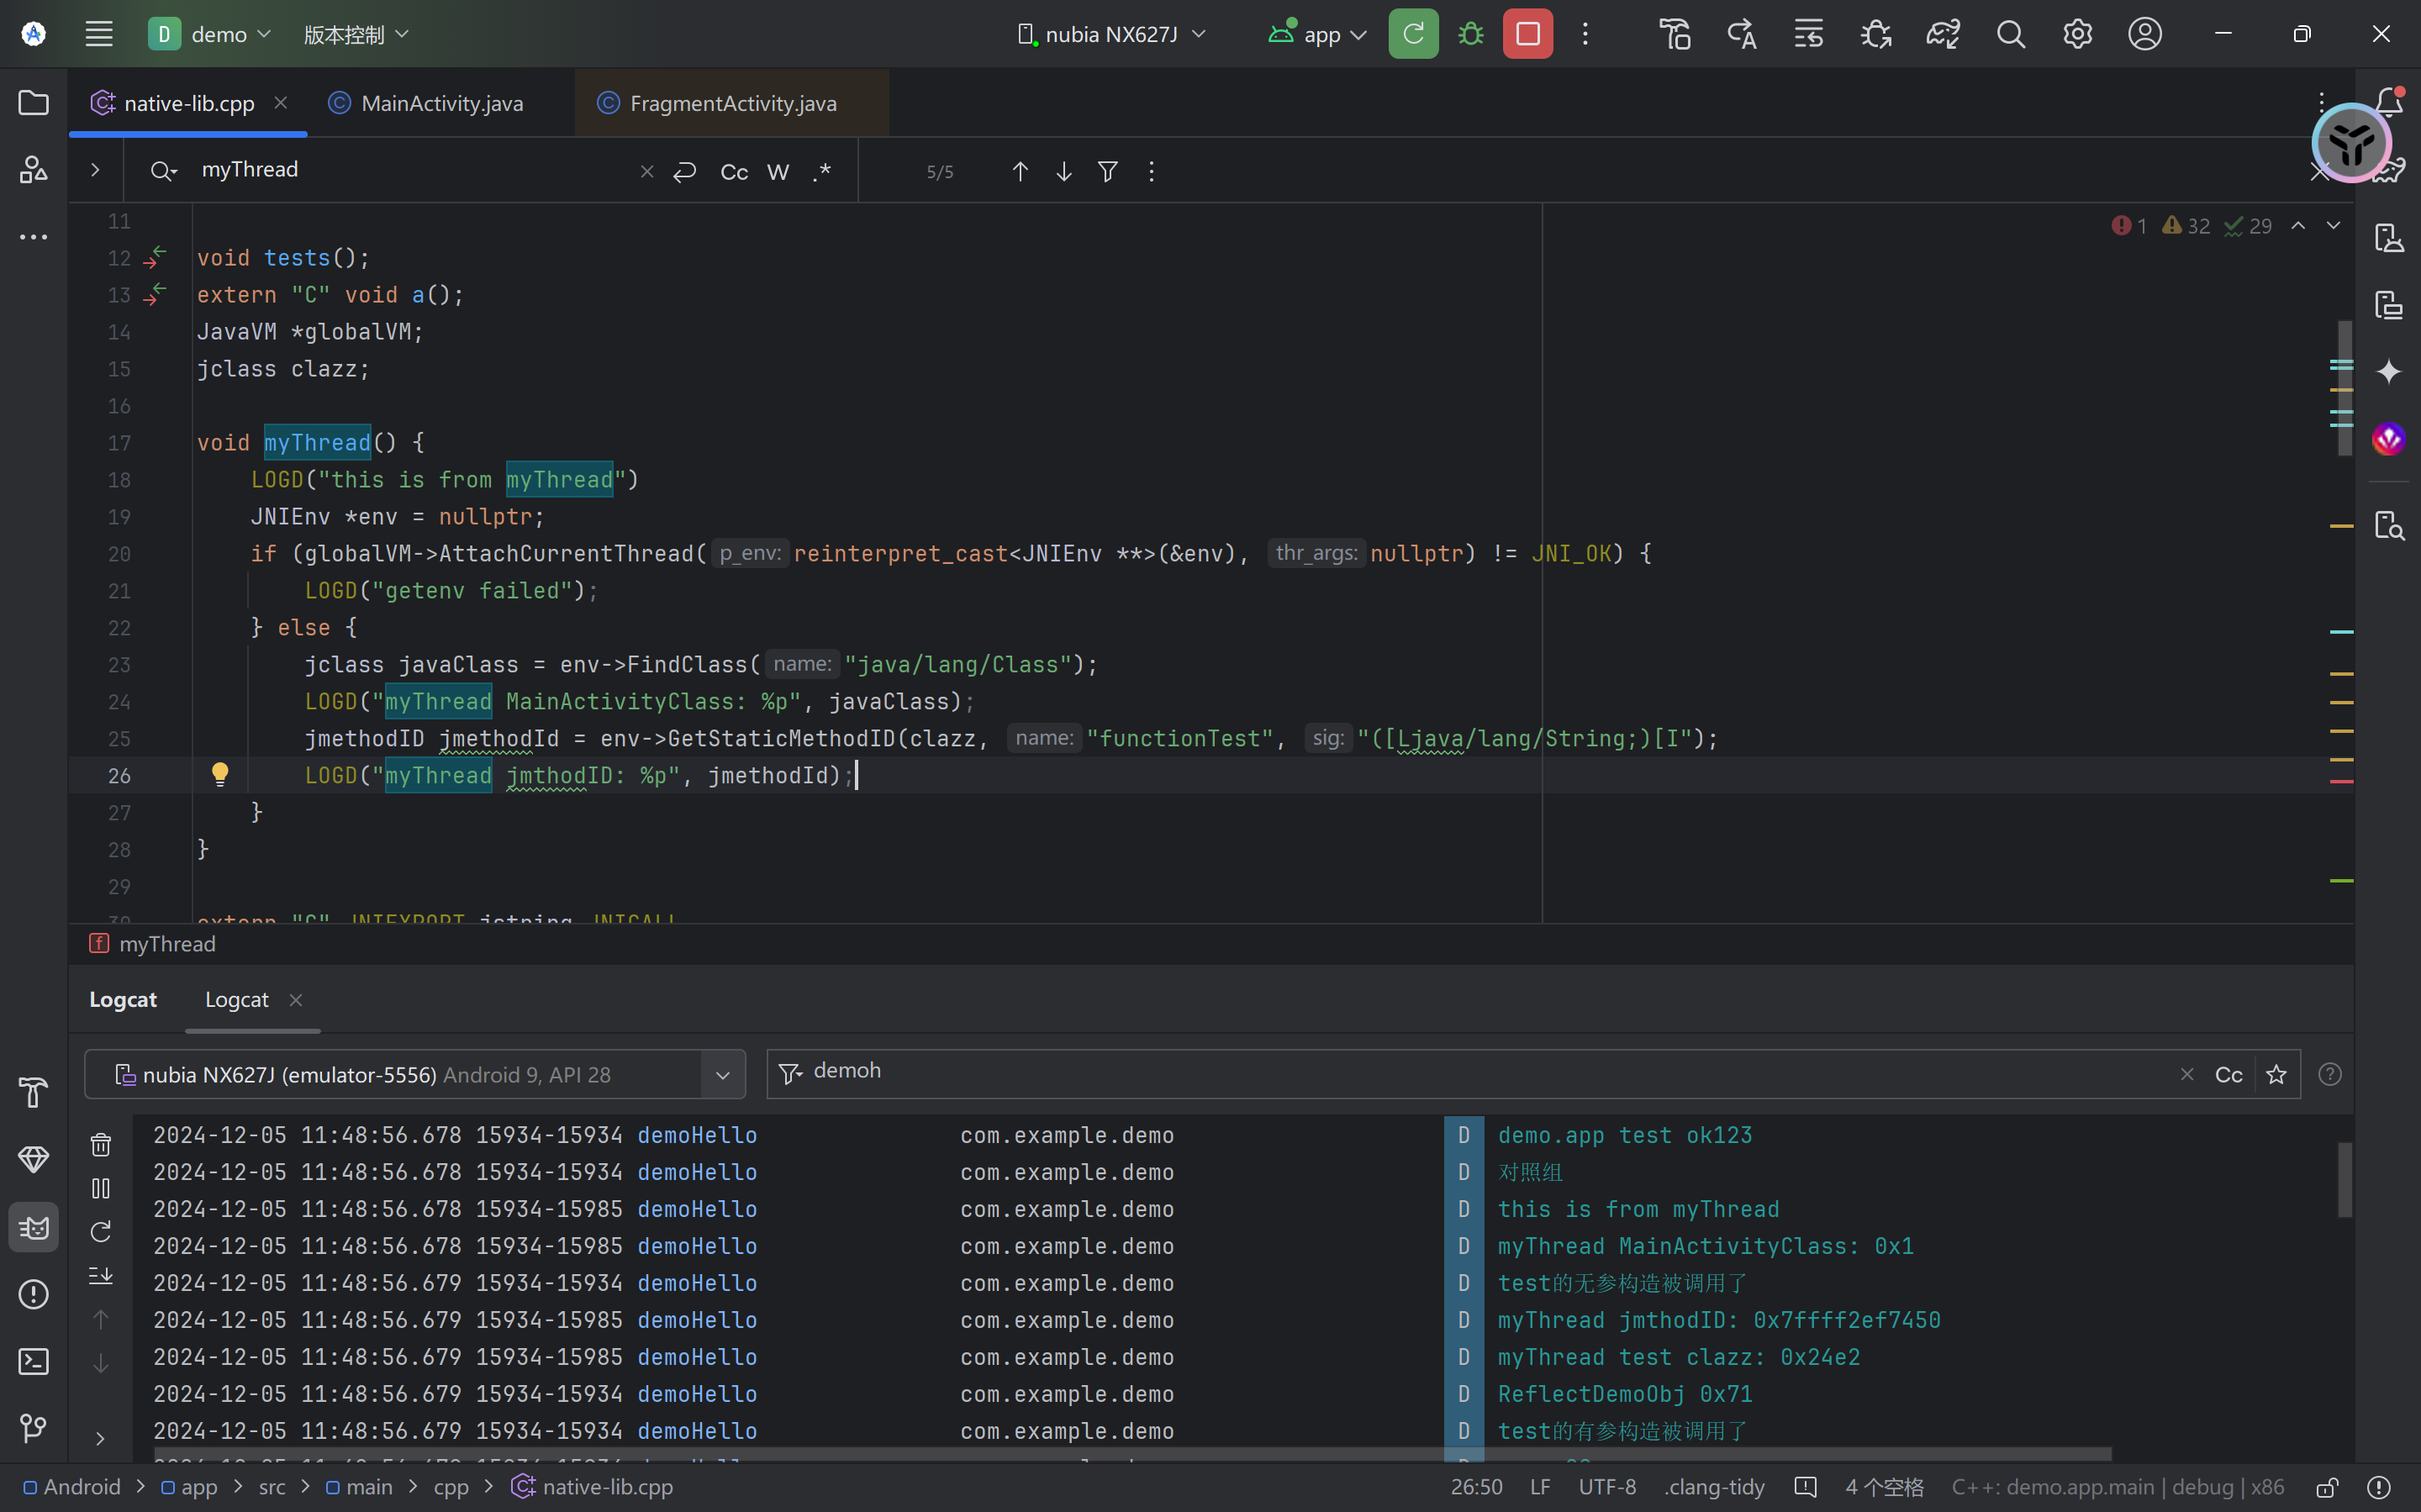 D demo 版本控制 nubia NX627J app
native-lib.cpp MainActivity.java FragmentActivity.java
myThread Cc W .* 5/5
1 32 29
11
12 void tests();
13 extern "C" void a();
14 JavaVM *globalVM;
15 jclass clazz;
16
17 void myThread() {
18 LOGD("this is from myThread")
19 JNIEnv *env = nullptr;
20 if (globalVM->AttachCurrentThread( p_env: reinterpret_cast<JNIEnv **>(&env), thr_args: nullptr) != JNI_OK) {
21 LOGD("getenv failed");
22 } else {
23 jclass javaClass = env->FindClass( name: "java/lang/Class");
24 LOGD("myThread MainActivityClass: %p", javaClass);
25 jmethodID jmethodId = env->GetStaticMethodID(clazz, name: "functionTest", sig: "([Ljava/lang/String;)[I");
26 LOGD("myThread jmthodID: %p", jmethodId);
27 }
28 }
29
30 extern "C" JNIEXPORT jstring JNICALL
f myThread
Logcat Logcat
nubia NX627J (emulator-5556) Android 9, API 28 demoh Cc
2024-12-05 11:48:56.678 15934-15934 demoHello com.example.demo D demo.app test ok123
2024-12-05 11:48:56.678 15934-15934 demoHello com.example.demo D 对照组
2024-12-05 11:48:56.678 15934-15985 demoHello com.example.demo D this is from myThread
2024-12-05 11:48:56.678 15934-15985 demoHello com.example.demo D myThread MainActivityClass: 0x1
2024-12-05 11:48:56.679 15934-15934 demoHello com.example.demo D test的无参构造被调用了
2024-12-05 11:48:56.679 15934-15985 demoHello com.example.demo D myThread jmthodID: 0x7ffff2ef7450
2024-12-05 11:48:56.679 15934-15985 demoHello com.example.demo D myThread test clazz: 0x24e2
2024-12-05 11:48:56.679 15934-15934 demoHello com.example.demo D ReflectDemoObj 0x71
2024-12-05 11:48:56.679 15934-15934 demoHello com.example.demo D test的有参构造被调用了
Android > app > src > main > cpp > native-lib.cpp 26:50 LF UTF-8 .clang-tidy 4 个空格 C++: demo.app.main | debug | x86